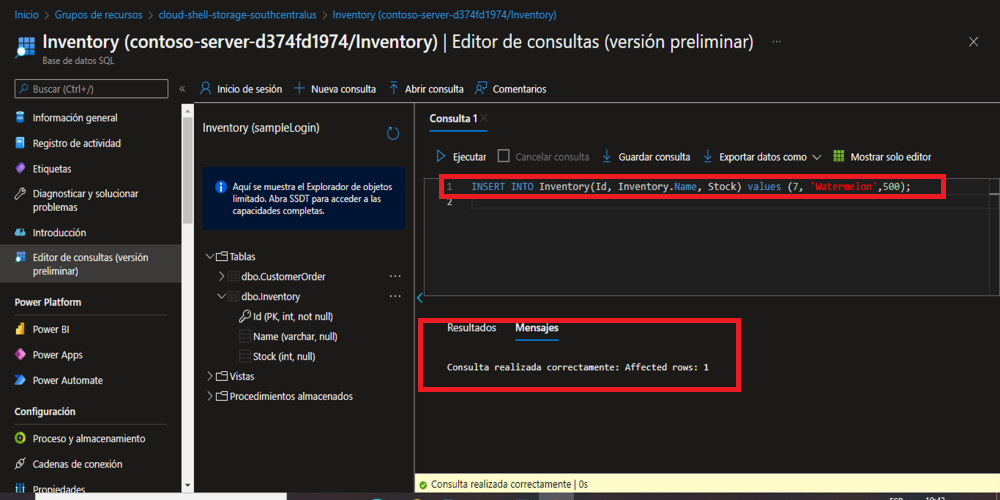 Inicio > Grupos de recursos > cloud-shell-storage-southcentralus > Inventory (contoso-server-d374fd1974/Inventory)
Inventory (contoso-server-d374fd1974/Inventory) | Editor de consultas (versión preliminar) ...
Base de datos SQL
Buscar (Ctrl+/)
Información general
Registro de actividad
Etiquetas
Diagnosticar y solucionar
problemas
Introducción
Editor de consultas (versión
preliminar)
Power Platform
Power BI
Power Apps
Power Automate
Configuración
Proceso y almacenamiento
Cadenas de conexión
Propiedades
Inicio de sesión
Nueva consulta
Abrir consulta
Comentarios
Inventory (sampleLogin)
Aquí se muestra el Explorador de objetos
limitado. Abra SSDT para acceder a las
capacidades completas.
Tablas
dbo.CustomerOrder ...
dbo.Inventory ...
Id (PK, int, not null)
Name (varchar, null)
Stock (int, null)
Vistas
Procedimientos almacenados
Consulta 1
Ejecutar
Cancelar consulta
Guardar consulta
Exportar datos como
Mostrar solo editor
1 INSERT INTO Inventory(Id, Inventory.Name, Stock) values (7, 'Watermelon',500);
2
Resultados Mensajes
Consulta realizada correctamente: Affected rows: 1
Consulta realizada correctamente | 0s